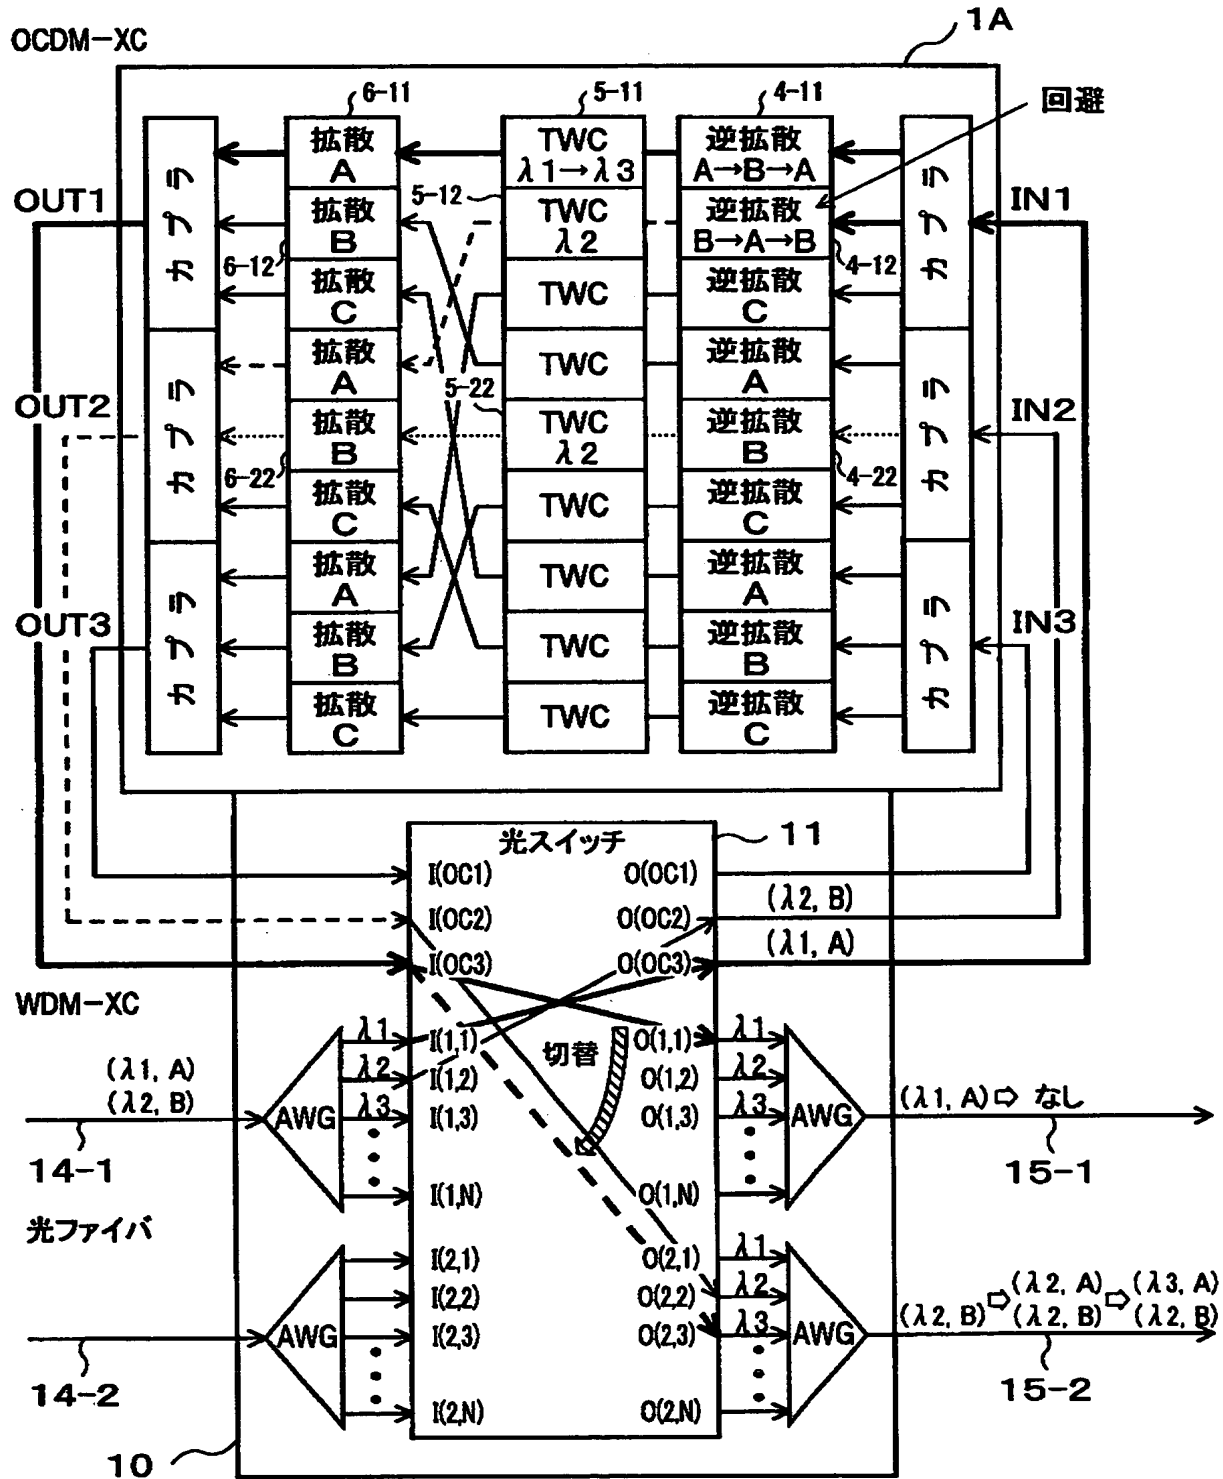 1A
OCDM-XC
6-11
5-11
4-11
回避
カプラ
カプラ
カプラ
拡散
A
拡散
B
拡散
C
拡散
A
拡散
B
拡散
C
拡散
A
拡散
B
拡散
C
6-12
6-22
TWC
λ1→λ3
TWC
λ2
TWC
TWC
TWC
λ2
TWC
TWC
TWC
TWC
5-12
5-22
逆拡散
A→B→A
逆拡散
B→A→B
逆拡散
C
逆拡散
A
逆拡散
B
逆拡散
C
逆拡散
A
逆拡散
B
逆拡散
C
4-12
4-22
カプラ
カプラ
カプラ
OUT1
OUT2
OUT3
IN1
IN2
IN3
光スイッチ
11
I(OC1)
O(OC1)
I(OC2)
O(OC2)
(λ2, B)
I(OC3)
O(OC3)
(λ1, A)
WDM-XC
切替
(λ1, A)
(λ2, B)
AWG
λ1
λ2
λ3
I(1,1)
I(1,2)
I(1,3)
I(1,N)
O(1,1)
O(1,2)
O(1,3)
O(1,N)
λ1
λ2
λ3
AWG
(λ1, A)⇨ なし
14-1
15-1
光ファイバ
AWG
I(2,1)
I(2,2)
I(2,3)
I(2,N)
O(2,1)
O(2,2)
O(2,3)
O(2,N)
λ1
λ2
λ3
AWG
(λ2, B)⇨(λ2, A)⇨(λ3, A)
(λ2, B) (λ2, B)
14-2
15-2
10